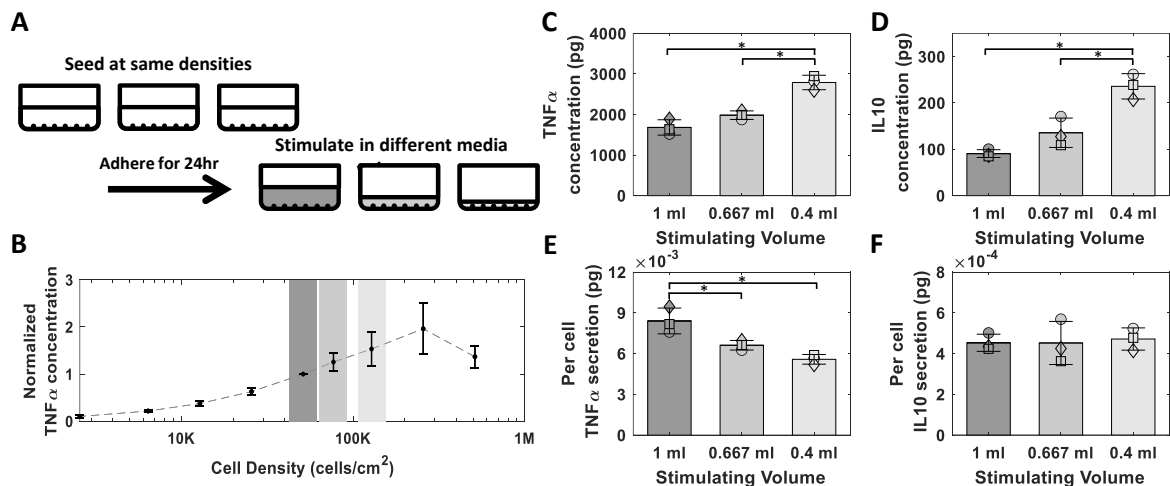 A
Seed at same densities
Adhere for 24hr
Stimulate in different media
B
Normalized
TNFα concentration
3
2
1
0
10K
100K
1M
Cell Density (cells/cm²)
C
TNFα
concentration (pg)
4000
3000
2000
1000
0
*
*
1 ml
0.667 ml
0.4 ml
Stimulating Volume
D
IL10
concentration (pg)
300
200
100
0
*
*
1 ml
0.667 ml
0.4 ml
Stimulating Volume
E
×10⁻³
Per cell
TNFα secretion (pg)
12
9
6
3
0
*
*
1 ml
0.667 ml
0.4 ml
Stimulating Volume
F
×10⁻⁴
Per cell
IL10 secretion (pg)
8
6
4
2
0
1 ml
0.667 ml
0.4 ml
Stimulating Volume